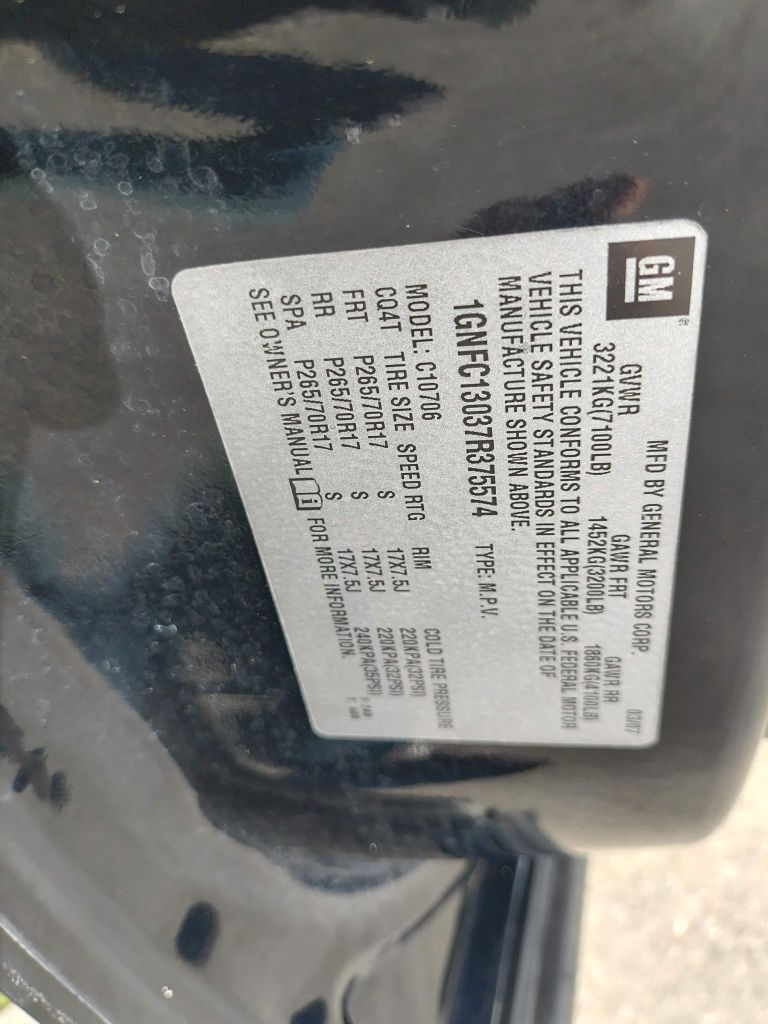 GM®
MFD BY GENERAL MOTORS CORP. 03/07
GVWR GAWR FRT GAWR RR
3221KG(7100LB) 1452KG(3200LB) 1860KG(4100LB)
THIS VEHICLE CONFORMS TO ALL APPLICABLE U.S. FEDERAL MOTOR
VEHICLE SAFETY STANDARDS IN EFFECT ON THE DATE OF
MANUFACTURE SHOWN ABOVE.
1GNFC13037R375574 TYPE: M.P.V.
MODEL: C10706
CQ4T TIRE SIZE SPEED RTG RIM COLD TIRE PRESSURE
FRT P265/70R17 S 17X7.5J 220KPA(32PSI)
RR P265/70R17 S 17X7.5J 220KPA(32PSI)
SPA P265/70R17 S 17X7.5J 240KPA(35PSI)
SEE OWNER'S MANUAL i FOR MORE INFORMATION.